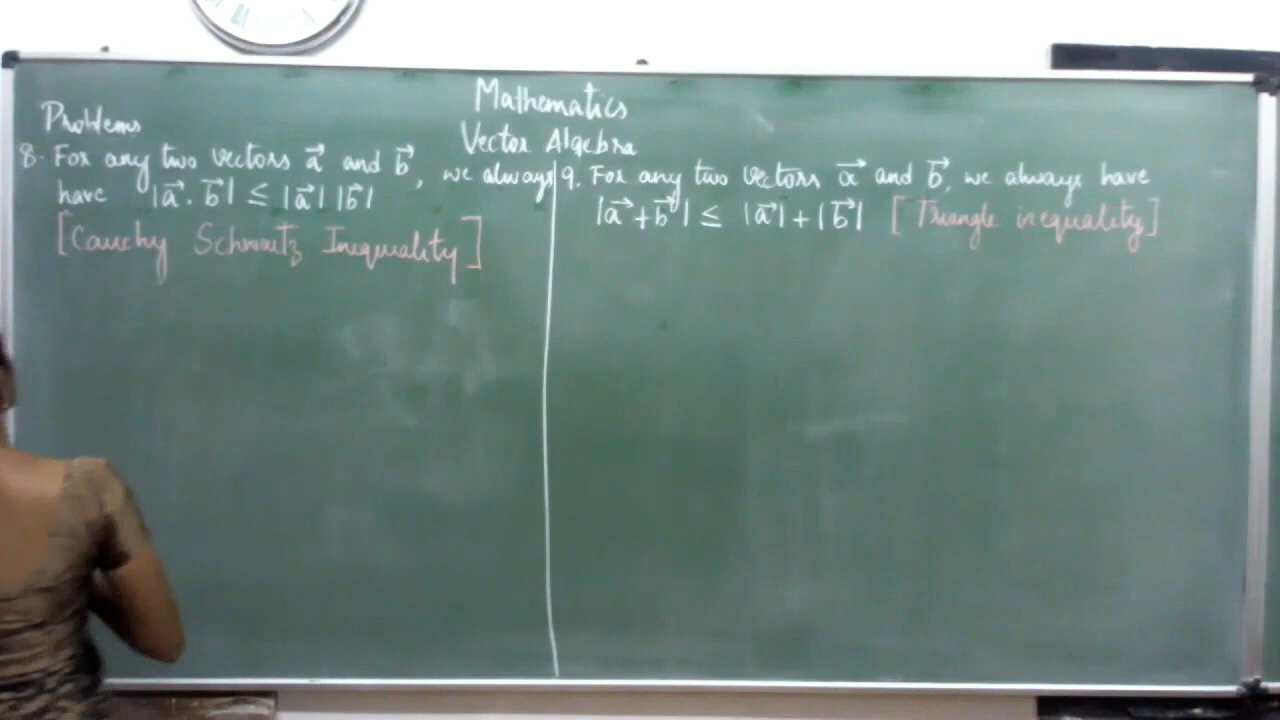 Mathematics
Vector Algebra
Problems
8. For any two vectors a⃗ and b⃗, we always
have |a⃗ . b⃗| ≤ |a⃗| |b⃗|
[Cauchy Schwartz Inequality]
9. For any two vectors a⃗ and b⃗, we always have
|a⃗ + b⃗| ≤ |a⃗| + |b⃗| [Triangle inequality]